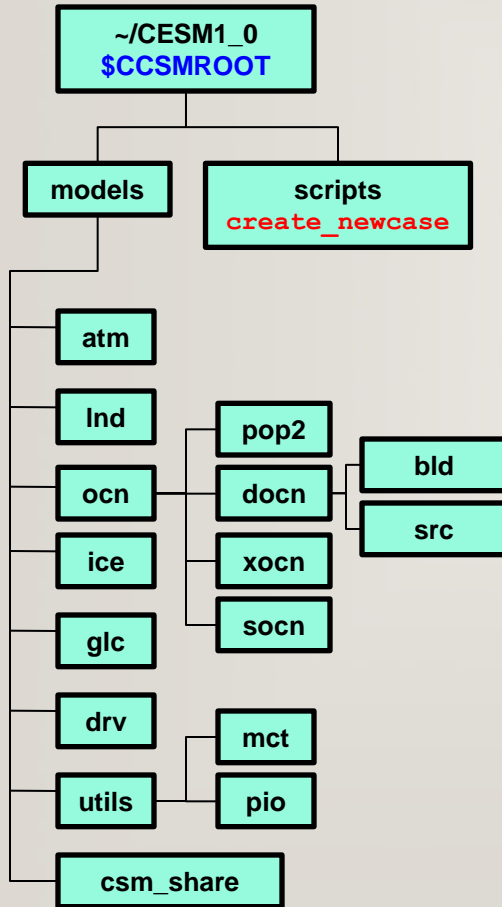 ~/CESM1_0
$CCSMROOT
models
scripts
create_newcase
atm
lnd
ocn
pop2
docn
bld
src
xocn
socn
ice
glc
drv
utils
mct
pio
csm_share